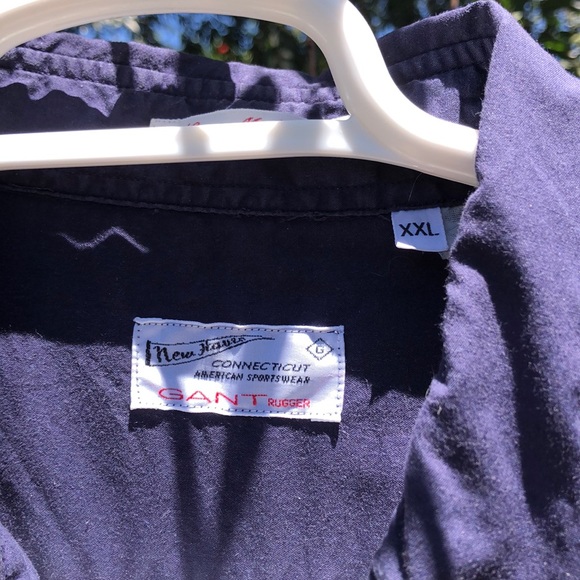 XXL
New Haven
G
CONNECTICUT
AMERICAN SPORTSWEAR
GANT RUGGER